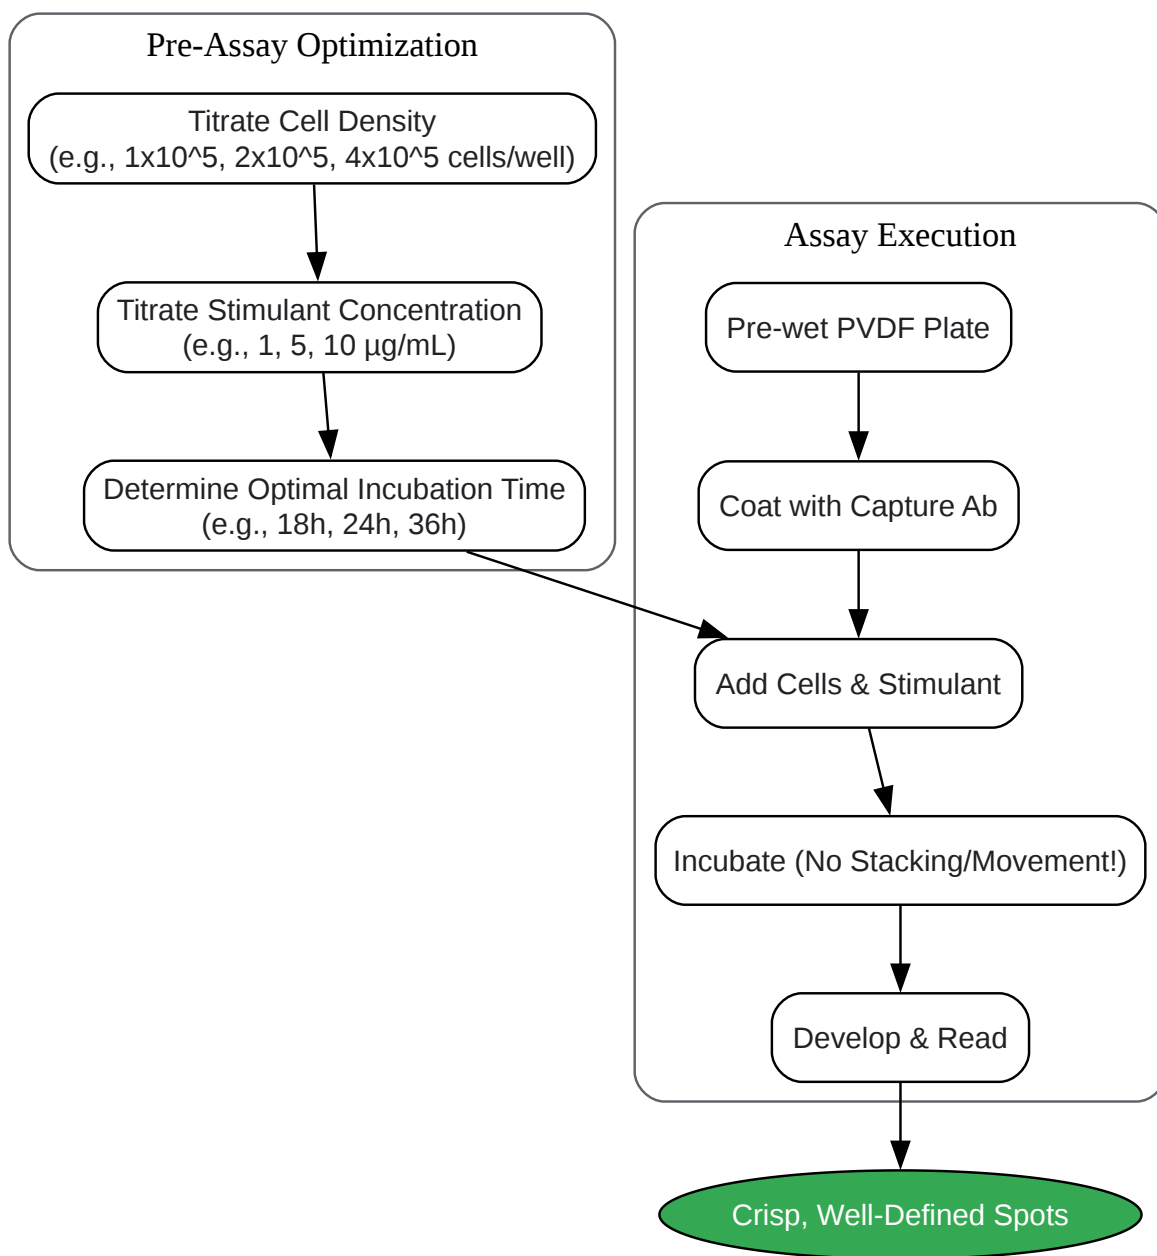 Pre-Assay Optimization
Titrate Cell Density
(e.g., 1x10^5, 2x10^5, 4x10^5 cells/well)
Titrate Stimulant Concentration
(e.g., 1, 5, 10 µg/mL)
Determine Optimal Incubation Time
(e.g., 18h, 24h, 36h)
Assay Execution
Pre-wet PVDF Plate
Coat with Capture Ab
Add Cells & Stimulant
Incubate (No Stacking/Movement!)
Develop & Read
Crisp, Well-Defined Spots